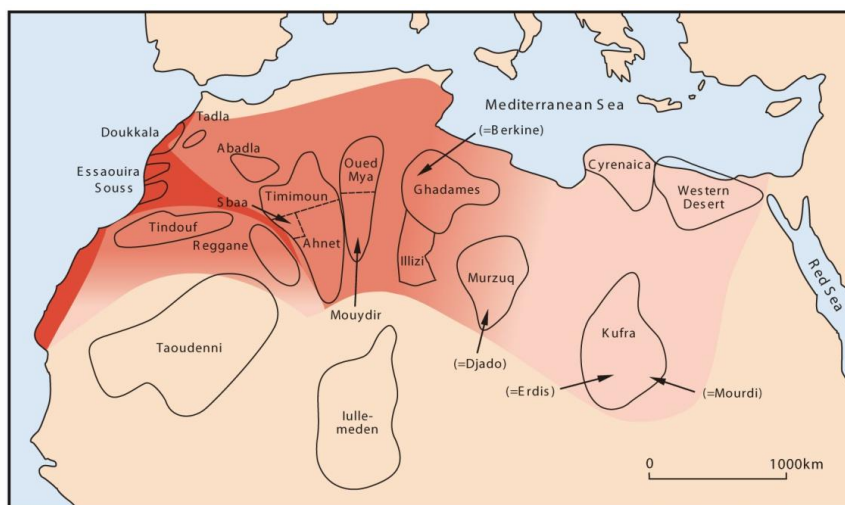 Mediterranean Sea
Tadla
Doukkala
(=Berkine)
Abadla
Oued
Mya
Cyrenaica
Essaouira
Souss
Timimoun
Ghadames
Western
Desert
Sbaa
Tindouf
Ahnet
Reggane
Illizi
Murzuq
Red Sea
Mouydir
Taoudenni
Kufra
(=Djado)
(=Erdis)
(=Mourdi)
Iulle-
meden
0 1000km